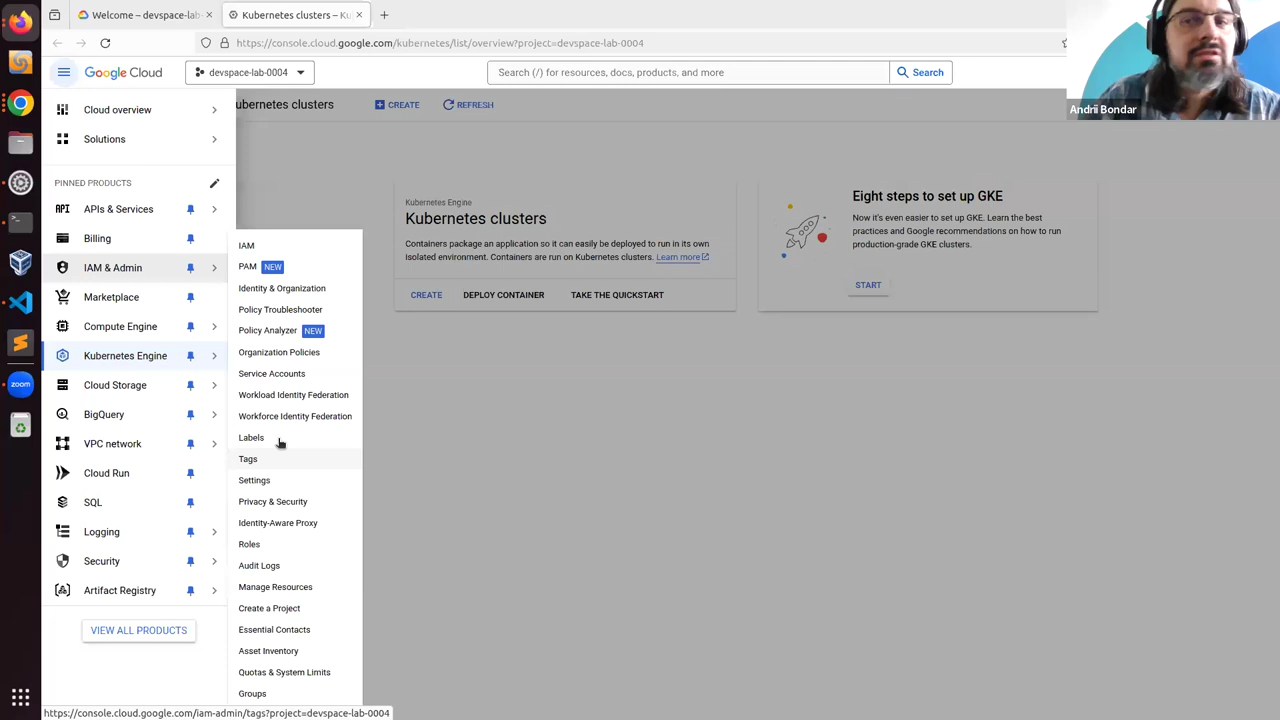 Welcome – devspace-lab-
Kubernetes clusters – Ku
https://console.cloud.google.com/kubernetes/list/overview?project=devspace-lab-0004
Google Cloud
devspace-lab-0004
Search (/) for resources, docs, products, and more
Search
Andrii Bondar
Cloud overview
Solutions
PINNED PRODUCTS
API
APIs & Services
Billing
IAM & Admin
Marketplace
Compute Engine
Kubernetes Engine
Cloud Storage
BigQuery
VPC network
Cloud Run
SQL
Logging
Security
Artifact Registry
VIEW ALL PRODUCTS
IAM
PAM NEW
Identity & Organization
Policy Troubleshooter
Policy Analyzer NEW
Organization Policies
Service Accounts
Workload Identity Federation
Workforce Identity Federation
Labels
Tags
Settings
Privacy & Security
Identity-Aware Proxy
Roles
Audit Logs
Manage Resources
Create a Project
Essential Contacts
Asset Inventory
Quotas & System Limits
Groups
ubernetes clusters
CREATE
REFRESH
Kubernetes Engine
Kubernetes clusters
Containers package an application so it can easily be deployed to run in its own
isolated environment. Containers are run on Kubernetes clusters. Learn more
CREATE
DEPLOY CONTAINER
TAKE THE QUICKSTART
Eight steps to set up GKE
Now it's even easier to set up GKE. Learn the best
practices and Google recommendations on how to run
production-grade GKE clusters.
START
zoom
https://console.cloud.google.com/iam-admin/tags?project=devspace-lab-0004